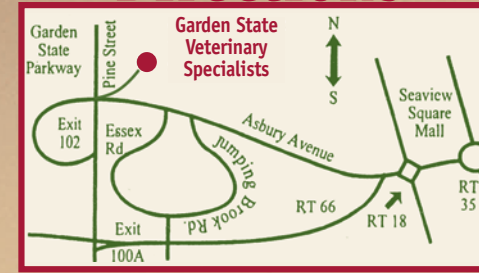 Garden
State
Parkway
Pine Street
Garden State
Veterinary
Specialists
N
S
Seaview
Square
Mall
Exit
102
Essex
Rd
Jumping Brook Rd.
Asbury Avenue
RT 66
RT 18
RT
35
Exit
100A